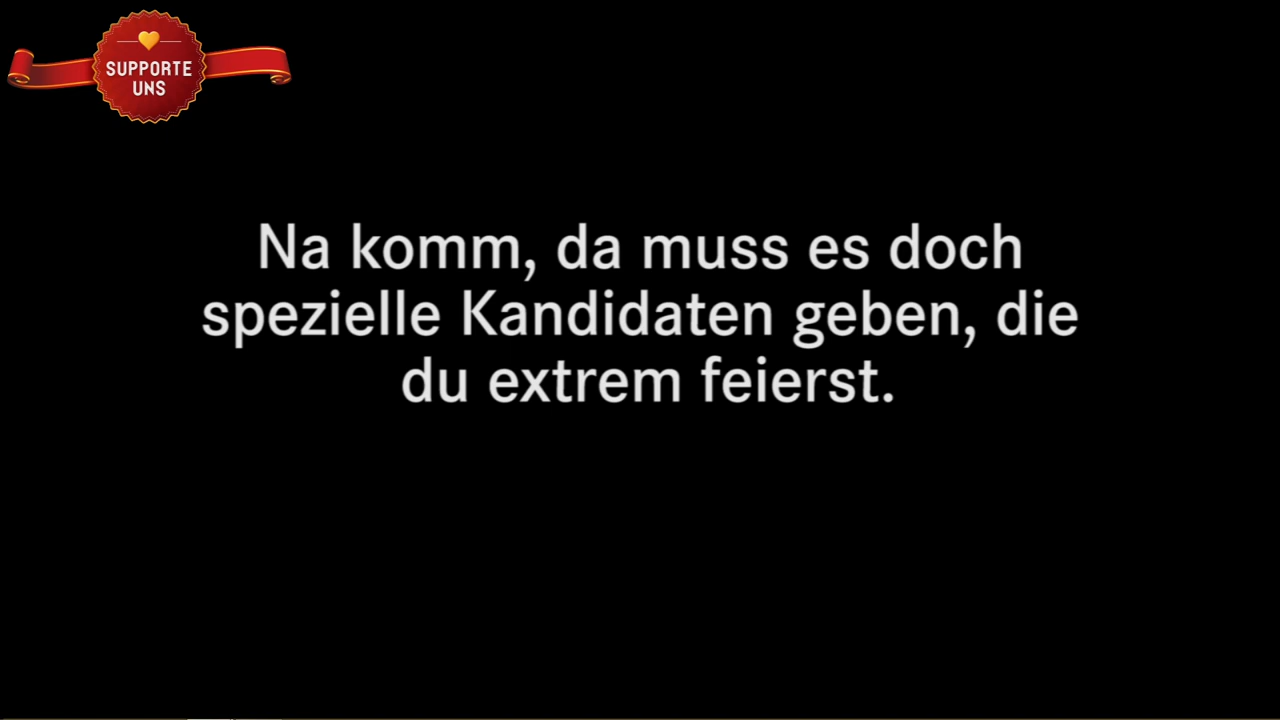 SUPPORTE
UNS
Na komm, da muss es doch
spezielle Kandidaten geben, die
du extrem feierst.